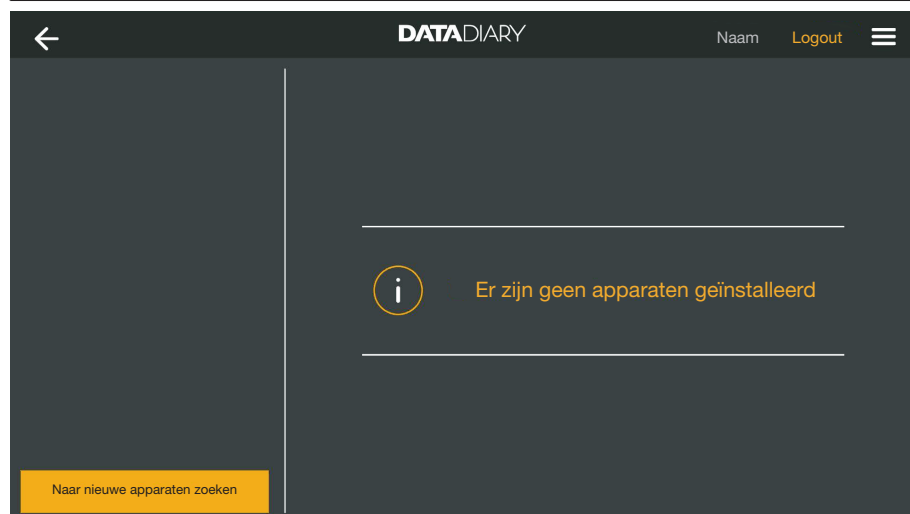 DATADIARY
Naam
Logout
i
Er zijn geen apparaten geïnstalleerd
Naar nieuwe apparaten zoeken